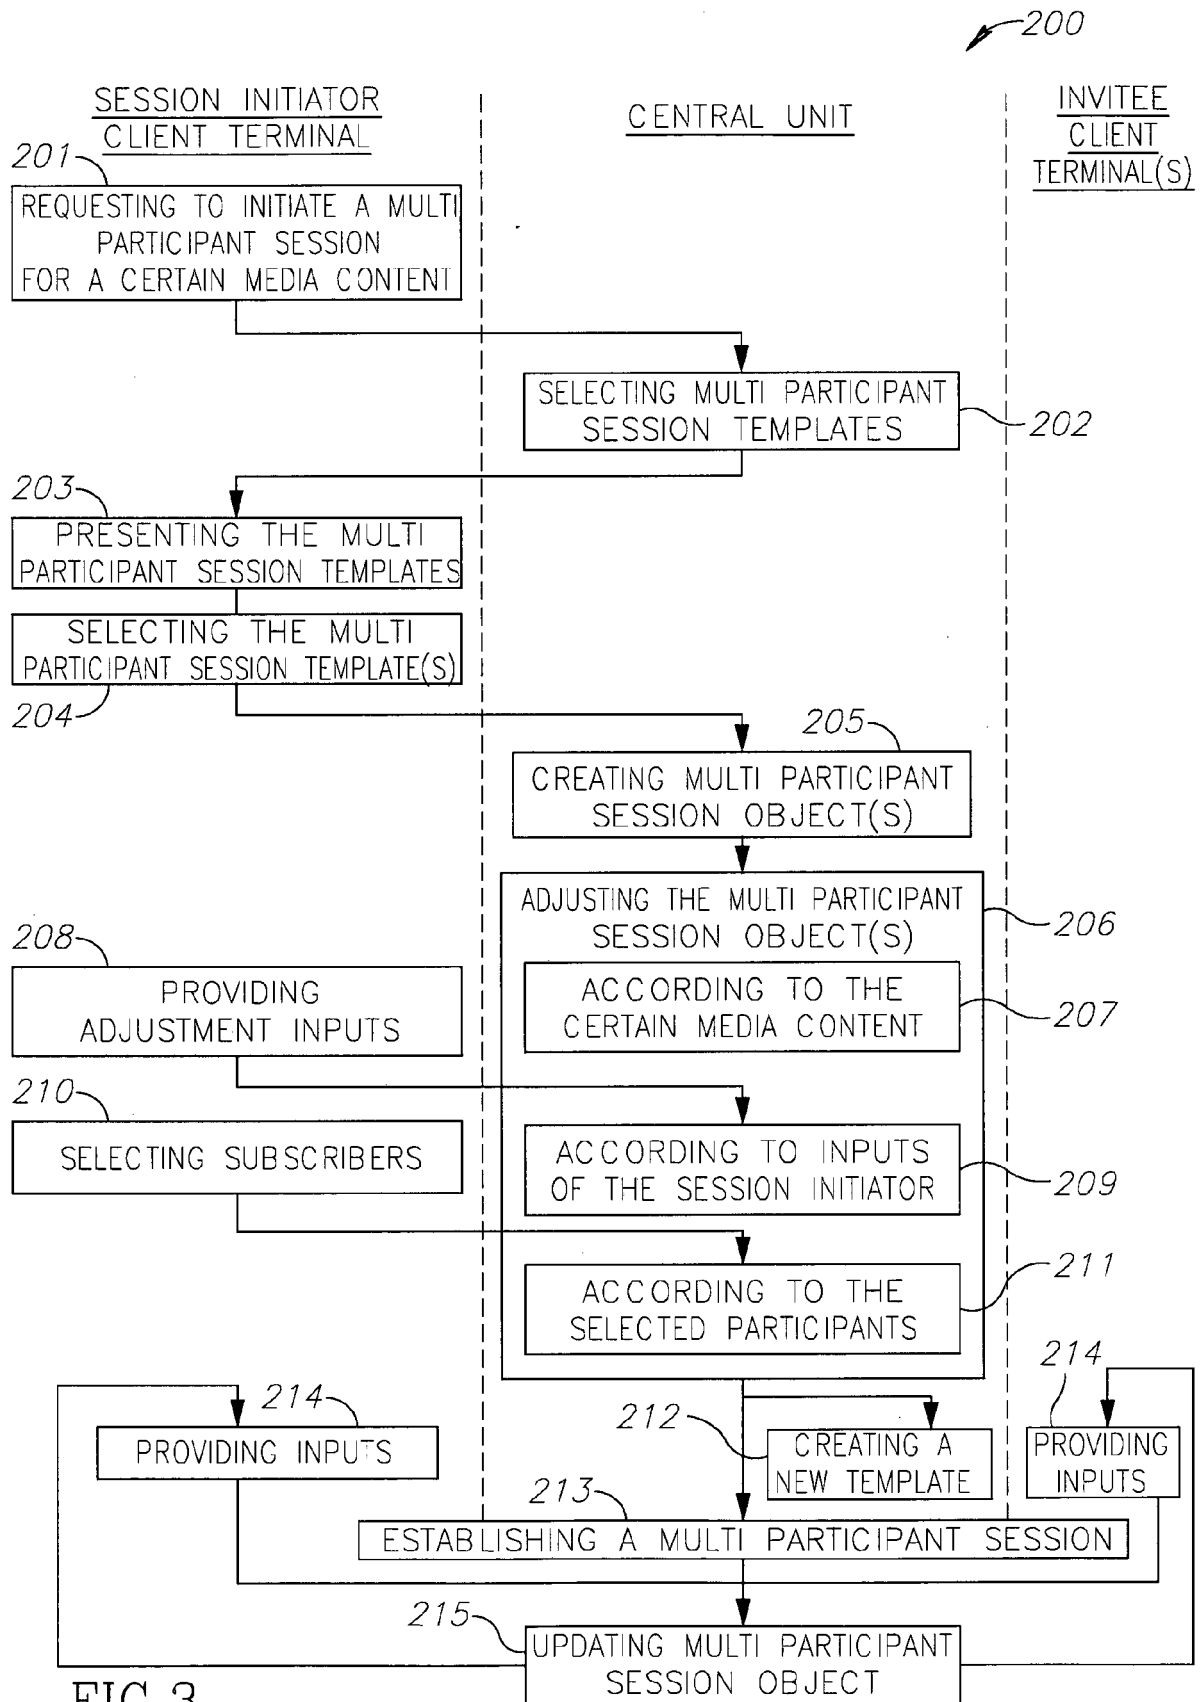 200
SESSION INITIATOR
CLIENT TERMINAL
CENTRAL UNIT
INVITEE
CLIENT
TERMINAL(S)
201
REQUESTING TO INITIATE A MULTI
PARTICIPANT SESSION
FOR A CERTAIN MEDIA CONTENT
SELECTING MULTI PARTICIPANT
SESSION TEMPLATES
202
203
PRESENTING THE MULTI
PARTICIPANT SESSION TEMPLATES
SELECTING THE MULTI
PARTICIPANT SESSION TEMPLATE(S)
204
205
CREATING MULTI PARTICIPANT
SESSION OBJECT(S)
ADJUSTING THE MULTI PARTICIPANT
SESSION OBJECT(S)
206
ACCORDING TO THE
CERTAIN MEDIA CONTENT
207
208
PROVIDING
ADJUSTMENT INPUTS
ACCORDING TO INPUTS
OF THE SESSION INITIATOR
209
210
SELECTING SUBSCRIBERS
ACCORDING TO THE
SELECTED PARTICIPANTS
211
214
PROVIDING INPUTS
212
CREATING A
NEW TEMPLATE
214
PROVIDING
INPUTS
213
ESTABLISHING A MULTI PARTICIPANT SESSION
215
UPDATING MULTI PARTICIPANT
SESSION OBJECT
FIG.3